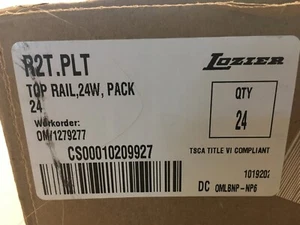 R2T.PLT
LOZIER
TOP RAIL,24W, PACK
24
QTY
24
Workorder:
OM/1279277
CS00010209927
TSCA TITLE VI COMPLIANT
1019202
DC OMLBNP-NP6